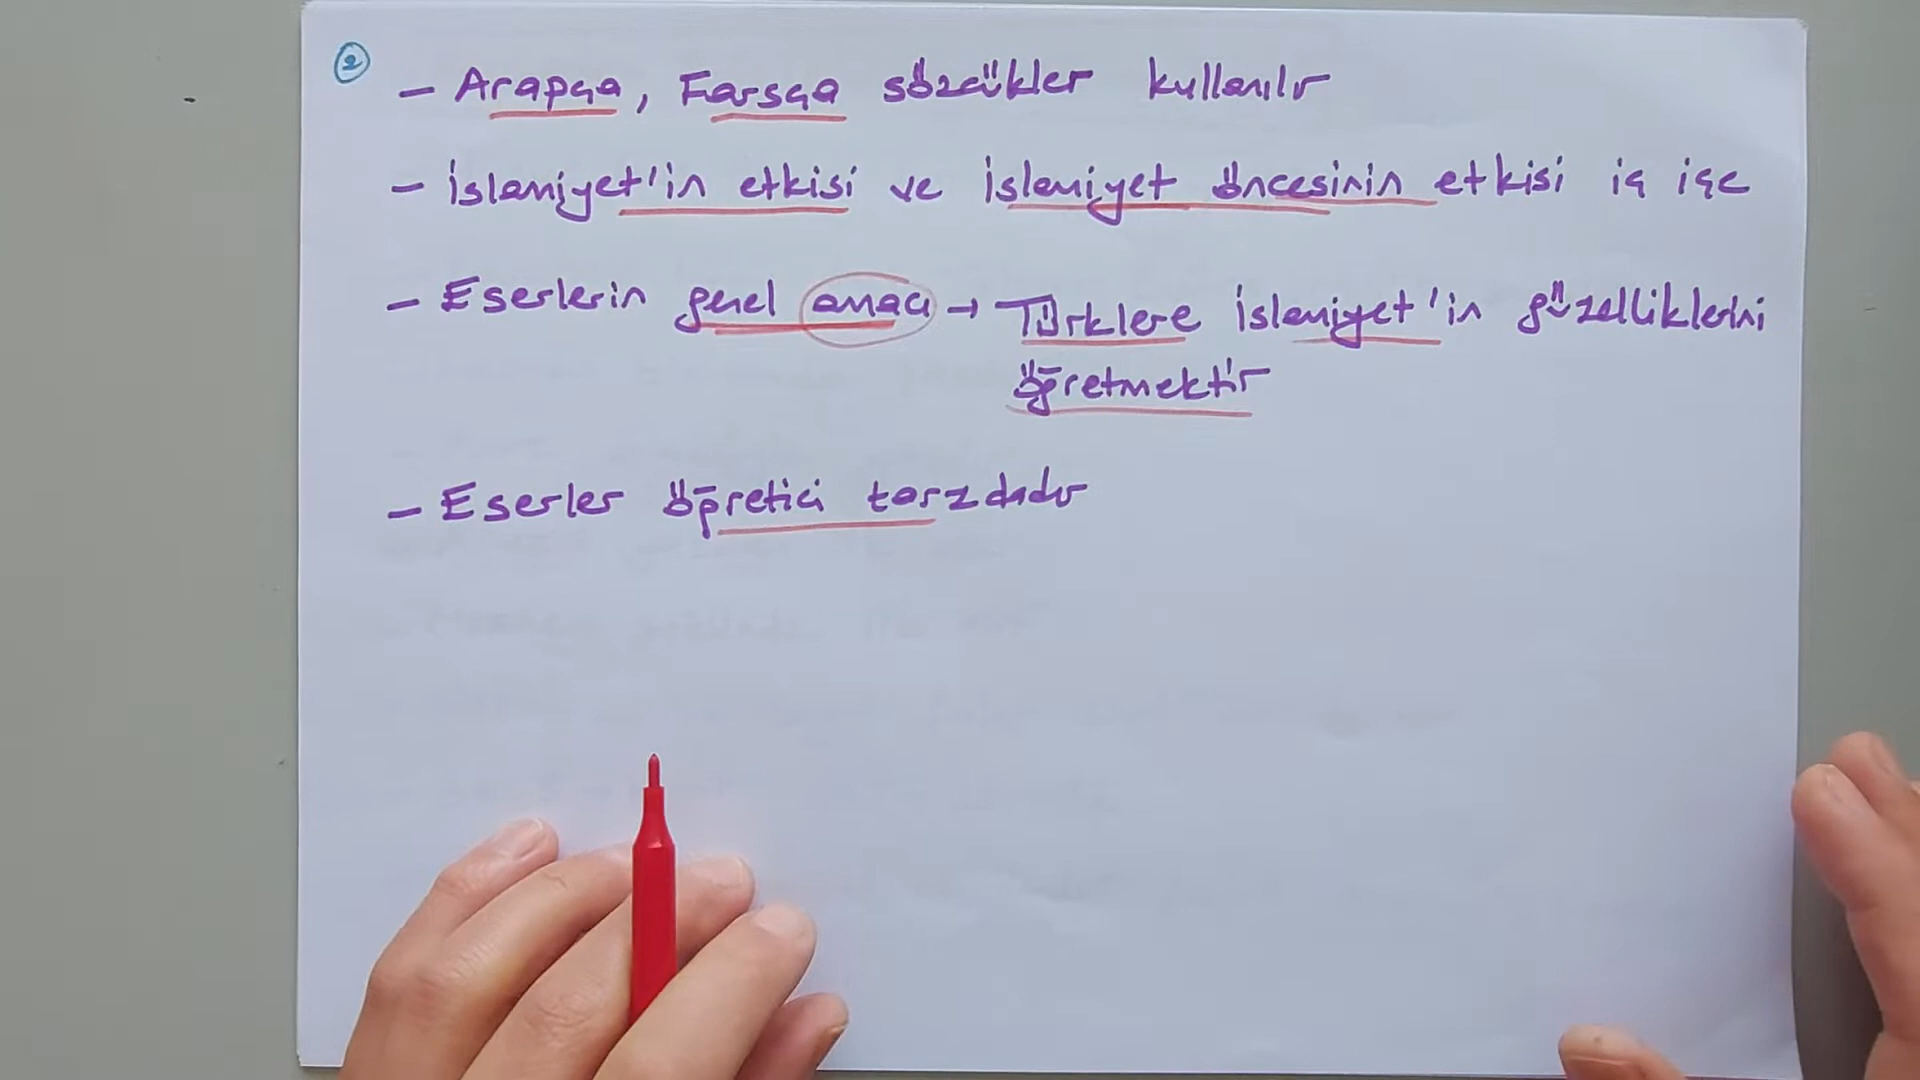 2
- Arapça, Farsça sözcükler kullanılır
- İslamiyet'in etkisi ve İslamiyet öncesinin etkisi iç içe
- Eserlerin genel amacı → Türklere İslamiyet'in güzelliklerini
öğretmektir
- Eserler öğretici tarzdadır